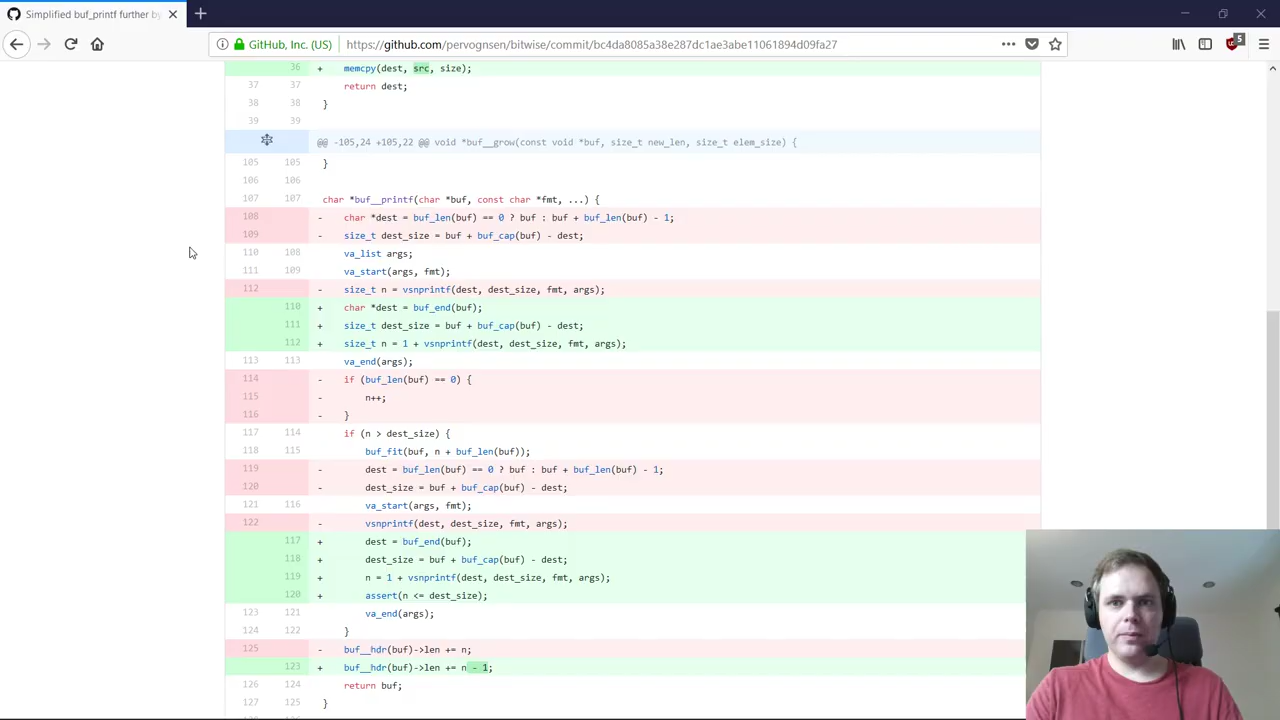 Simplified buf_printf further by
GitHub, Inc. (US) https://github.com/pervognsen/bitwise/commit/bc4da8085a38e287dc1ae3abe11061894d09fa27
5
36 + memcpy(dest, src, size);
37 37 return dest;
38 38 }
39 39
@@ -105,24 +105,22 @@ void *buf__grow(const void *buf, size_t new_len, size_t elem_size) {
105 105 }
106 106
107 107 char *buf__printf(char *buf, const char *fmt, ...) {
108 - char *dest = buf_len(buf) == 0 ? buf : buf + buf_len(buf) - 1;
109 - size_t dest_size = buf + buf_cap(buf) - dest;
110 108 va_list args;
111 109 va_start(args, fmt);
112 - size_t n = vsnprintf(dest, dest_size, fmt, args);
110 + char *dest = buf_end(buf);
111 + size_t dest_size = buf + buf_cap(buf) - dest;
112 + size_t n = 1 + vsnprintf(dest, dest_size, fmt, args);
113 113 va_end(args);
114 - if (buf_len(buf) == 0) {
115 - n++;
116 - }
117 114 if (n > dest_size) {
118 115 buf_fit(buf, n + buf_len(buf));
119 - dest = buf_len(buf) == 0 ? buf : buf + buf_len(buf) - 1;
120 - dest_size = buf + buf_cap(buf) - dest;
121 116 va_start(args, fmt);
122 - vsnprintf(dest, dest_size, fmt, args);
117 + dest = buf_end(buf);
118 + dest_size = buf + buf_cap(buf) - dest;
119 + n = 1 + vsnprintf(dest, dest_size, fmt, args);
120 + assert(n <= dest_size);
123 121 va_end(args);
124 122 }
125 - buf__hdr(buf)->len += n;
123 + buf__hdr(buf)->len += n - 1;
126 124 return buf;
127 125 }